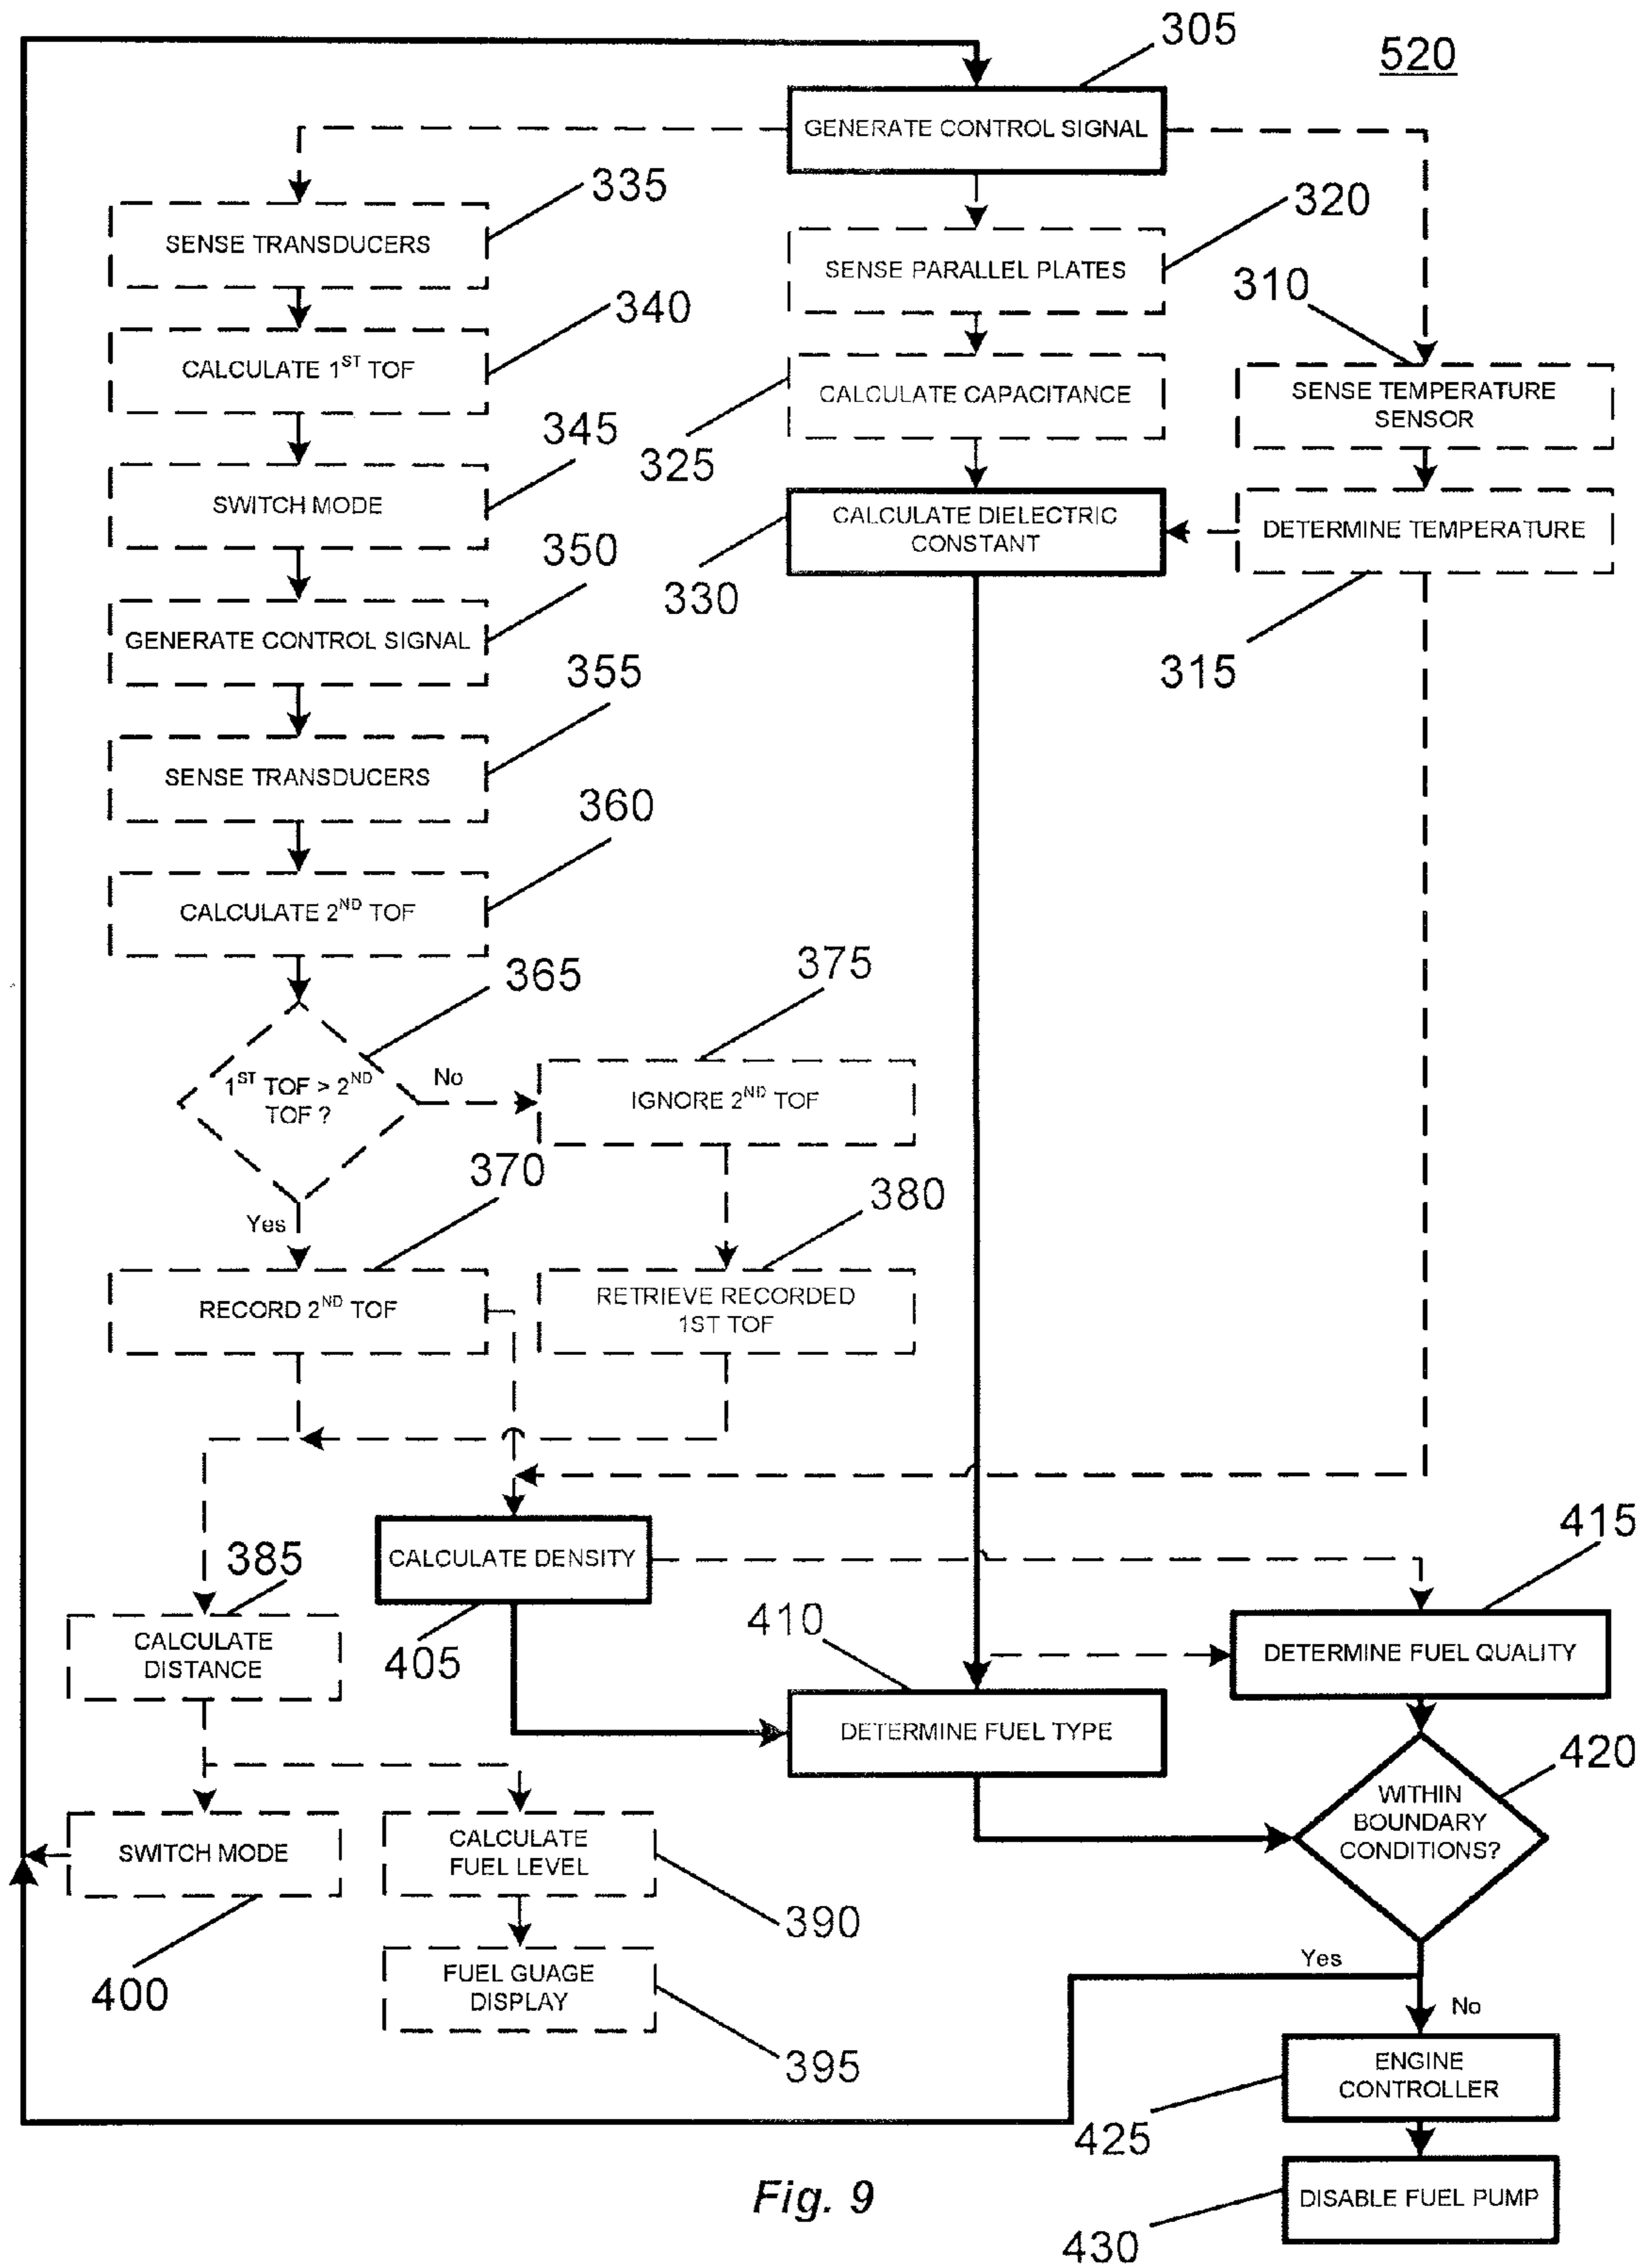 305
520
GENERATE CONTROL SIGNAL
335
SENSE TRANSDUCERS
320
SENSE PARALLEL PLATES
310
340
CALCULATE 1ST TOF
CALCULATE CAPACITANCE
325
SENSE TEMPERATURE
SENSOR
345
SWITCH MODE
CALCULATE DIELECTRIC
CONSTANT
330
DETERMINE TEMPERATURE
315
350
GENERATE CONTROL SIGNAL
355
SENSE TRANSDUCERS
360
CALCULATE 2ND TOF
365
1ST TOF > 2ND
TOF ?
No
375
IGNORE 2ND TOF
Yes
370
RECORD 2ND TOF
380
RETRIEVE RECORDED
1ST TOF
CALCULATE DENSITY
405
415
DETERMINE FUEL QUALITY
385
CALCULATE
DISTANCE
410
DETERMINE FUEL TYPE
420
WITHIN
BOUNDARY
CONDITIONS?
SWITCH MODE
400
CALCULATE
FUEL LEVEL
390
FUEL GUAGE
DISPLAY
395
Yes
No
ENGINE
CONTROLLER
425
DISABLE FUEL PUMP
430
Fig. 9